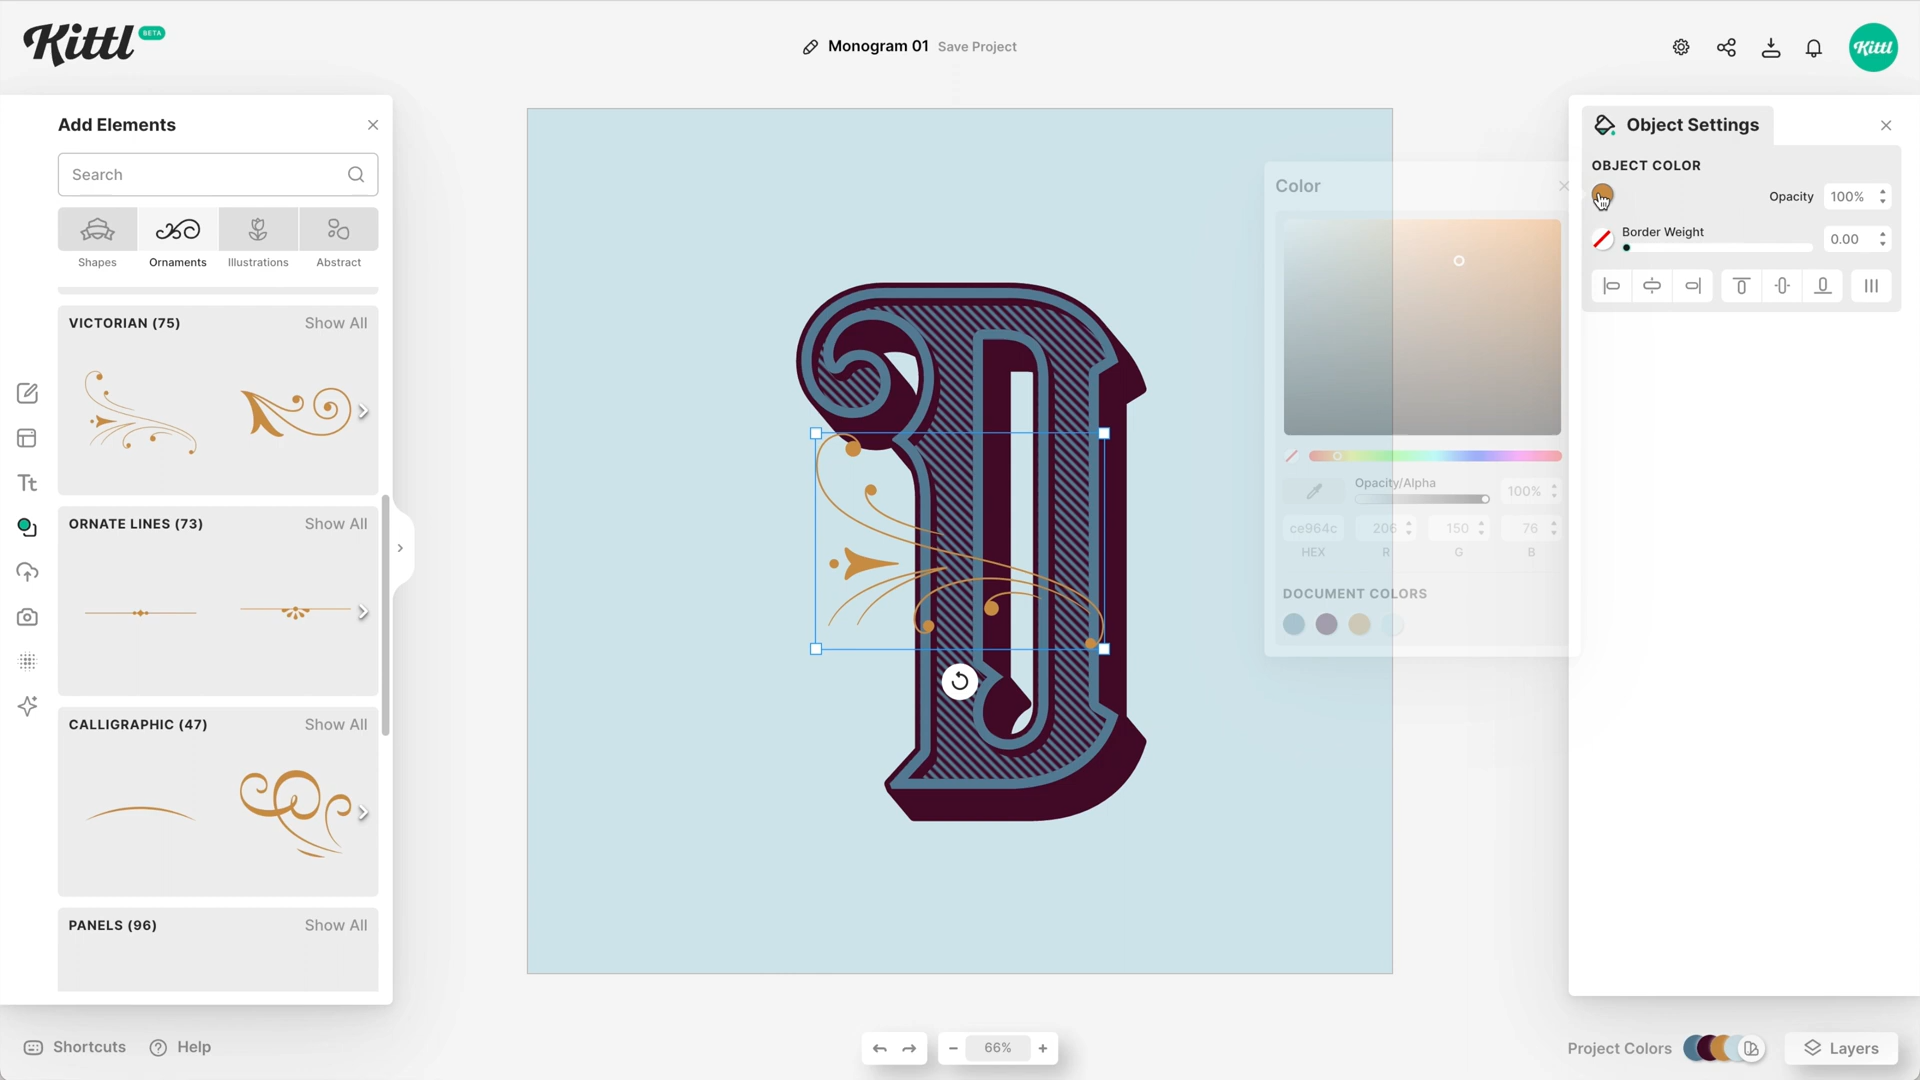 Kittl BETA
Monogram 01 Save Project
Kittl
Add Elements
Search
Shapes Ornaments Illustrations Abstract
VICTORIAN (75) Show All
ORNATE LINES (73) Show All
CALLIGRAPHIC (47) Show All
PANELS (96) Show All
Tt
D
Color
Opacity/Alpha
100%
ce964c 206 150 76
HEX R G B
DOCUMENT COLORS
Object Settings
OBJECT COLOR
Opacity 100%
Border Weight
0.00
Shortcuts Help
66%
Project Colors Layers